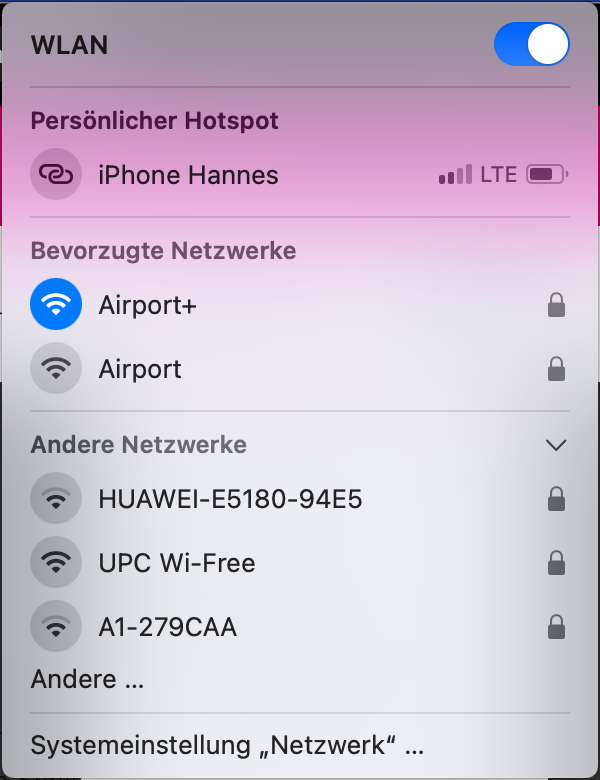 WLAN
Persönlicher Hotspot
iPhone Hannes LTE
Bevorzugte Netzwerke
Airport+
Airport
Andere Netzwerke
HUAWEI-E5180-94E5
UPC Wi-Free
A1-279CAA
Andere ...
Systemeinstellung „Netzwerk“ ...